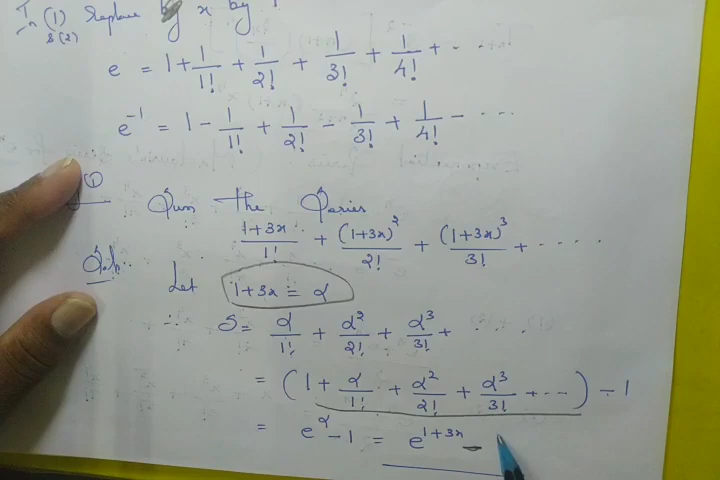 In (1) Replace by x by 1
& (2)
e = 1 + 1/1! + 1/2! + 1/3! + 1/4! + ...
e^-1 = 1 - 1/1! + 1/2! - 1/3! + 1/4! - ...
① Sum the Series
(1+3x)/1! + (1+3x)^2/2! + (1+3x)^3/3! + ....
Soln. Let 1+3x = α
∴ S = α/1! + α^2/2! + α^3/3! + ...
= (1 + α/1! + α^2/2! + α^3/3! + ...) - 1
= e^α - 1 = e^(1+3x) -